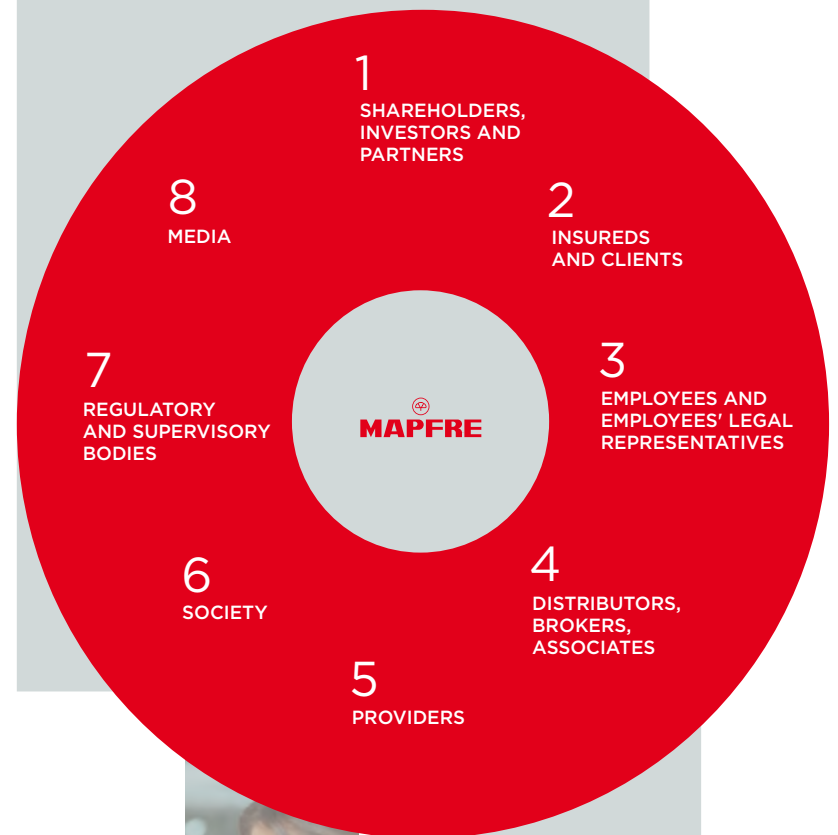 1
SHAREHOLDERS,
INVESTORS AND
PARTNERS
2
INSUREDS
AND CLIENTS
3
EMPLOYEES AND
EMPLOYEES' LEGAL
REPRESENTATIVES
4
DISTRIBUTORS,
BROKERS,
ASSOCIATES
5
PROVIDERS
6
SOCIETY
7
REGULATORY
AND SUPERVISORY
BODIES
8
MEDIA
MAPFRE